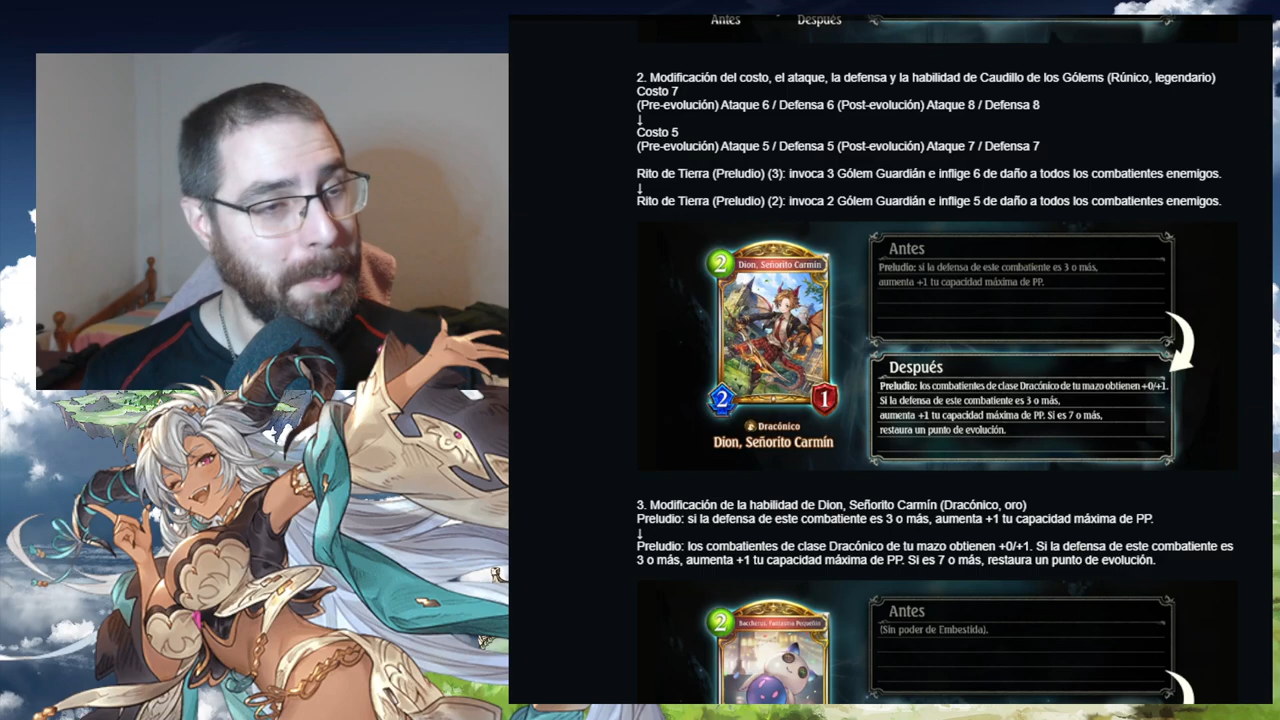 Antes
Después
2. Modificación del costo, el ataque, la defensa y la habilidad de Caudillo de los Gólems (Rúnico, legendario)
Costo 7
(Pre-evolución) Ataque 6 / Defensa 6 (Post-evolución) Ataque 8 / Defensa 8
↓
Costo 5
(Pre-evolución) Ataque 5 / Defensa 5 (Post-evolución) Ataque 7 / Defensa 7
Rito de Tierra (Preludio) (3): invoca 3 Gólem Guardián e inflige 6 de daño a todos los combatientes enemigos.
↓
Rito de Tierra (Preludio) (2): invoca 2 Gólem Guardián e inflige 5 de daño a todos los combatientes enemigos.
2
Dion, Señorito Carmín
2
1
Dracónico
Dion, Señorito Carmín
Antes
Preludio: si la defensa de este combatiente es 3 o más,
aumenta +1 tu capacidad máxima de PP.
Después
Preludio: los combatientes de clase Dracónico de tu mazo obtienen +0/+1.
Si la defensa de este combatiente es 3 o más,
aumenta +1 tu capacidad máxima de PP. Si es 7 o más,
restaura un punto de evolución.
3. Modificación de la habilidad de Dion, Señorito Carmín (Dracónico, oro)
Preludio: si la defensa de este combatiente es 3 o más, aumenta +1 tu capacidad máxima de PP.
↓
Preludio: los combatientes de clase Dracónico de tu mazo obtienen +0/+1. Si la defensa de este combatiente es
3 o más, aumenta +1 tu capacidad máxima de PP. Si es 7 o más, restaura un punto de evolución.
2
Antes
(Sin poder de Embestida).